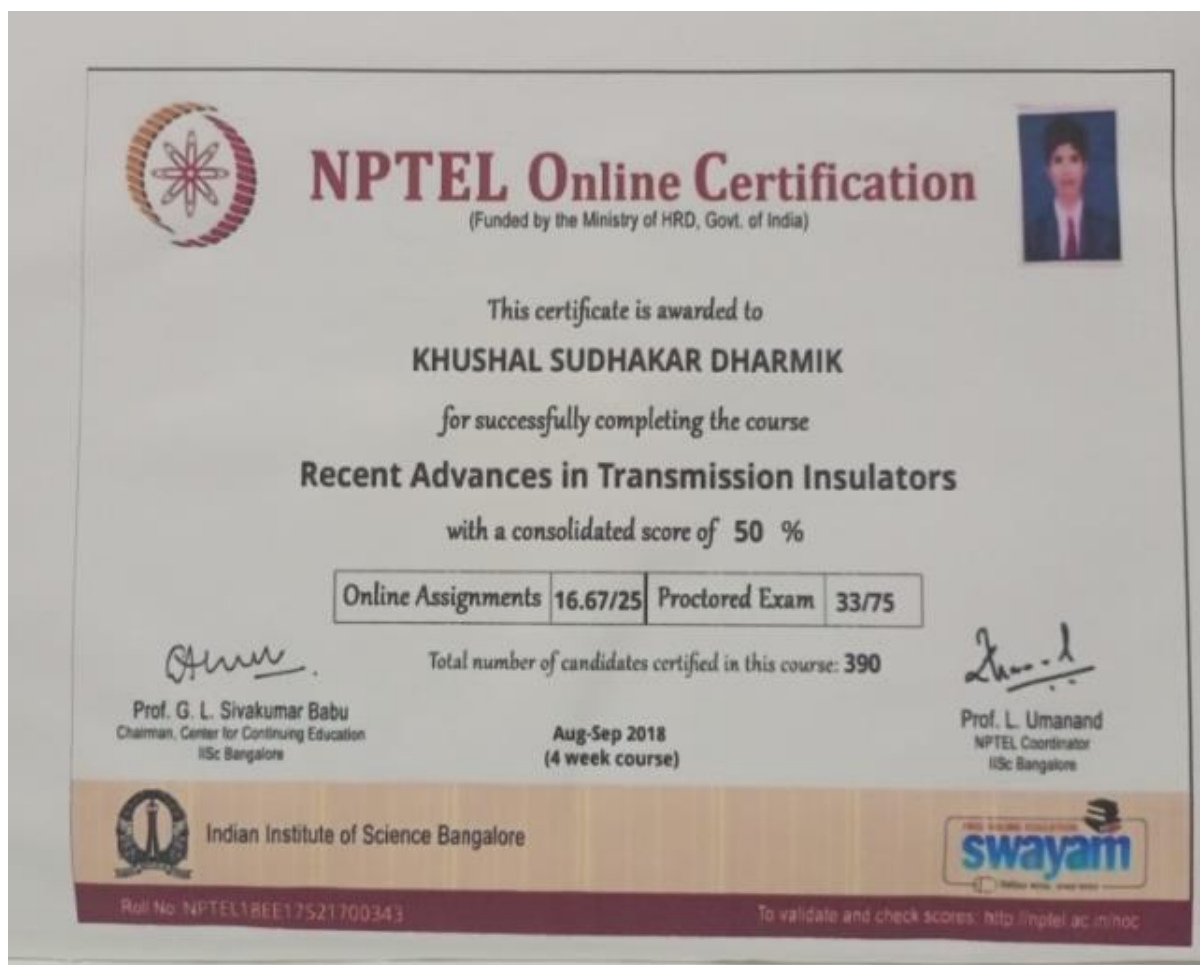 NPTEL Online Certification
(Funded by the Ministry of HRD, Govt. of India)
This certificate is awarded to
KHUSHAL SUDHAKAR DHARMIK
for successfully completing the course
Recent Advances in Transmission Insulators
with a consolidated score of 50 %
Online Assignments 16.67/25 Proctored Exam 33/75
Total number of candidates certified in this course: 390
Prof. G. L. Sivakumar Babu
Chairman, Center for Continuing Education
IISc Bangalore
Aug-Sep 2018
(4 week course)
Prof. L. Umanand
NPTEL Coordinator
IISc Bangalore
Indian Institute of Science Bangalore
swayam
Roll No: NPTEL18EE17S21700343
To validate and check scores: http://nptel.ac.in/noc